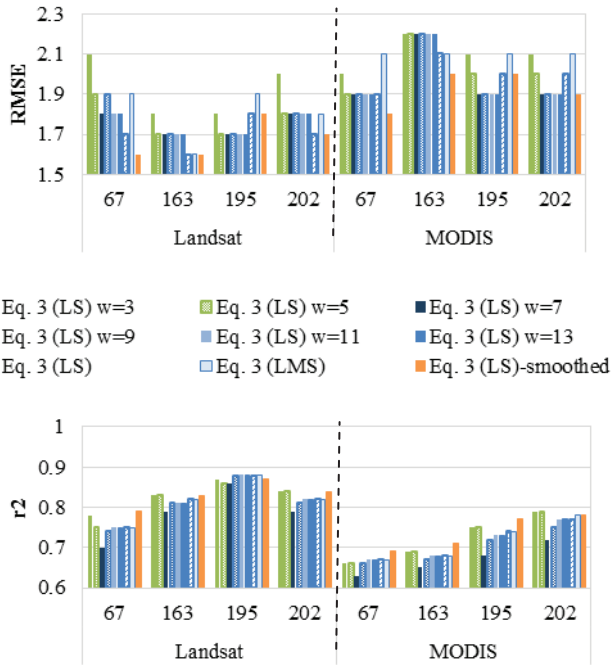 RMSE
2.3
2.1
1.9
1.7
1.5
67 163 195 202 67 163 195 202
Landsat MODIS
Eq. 3 (LS) w=3 Eq. 3 (LS) w=5 Eq. 3 (LS) w=7
Eq. 3 (LS) w=9 Eq. 3 (LS) w=11 Eq. 3 (LS) w=13
Eq. 3 (LS) Eq. 3 (LMS) Eq. 3 (LS)-smoothed
r2
1
0.9
0.8
0.7
0.6
67 163 195 202 67 163 195 202
Landsat MODIS